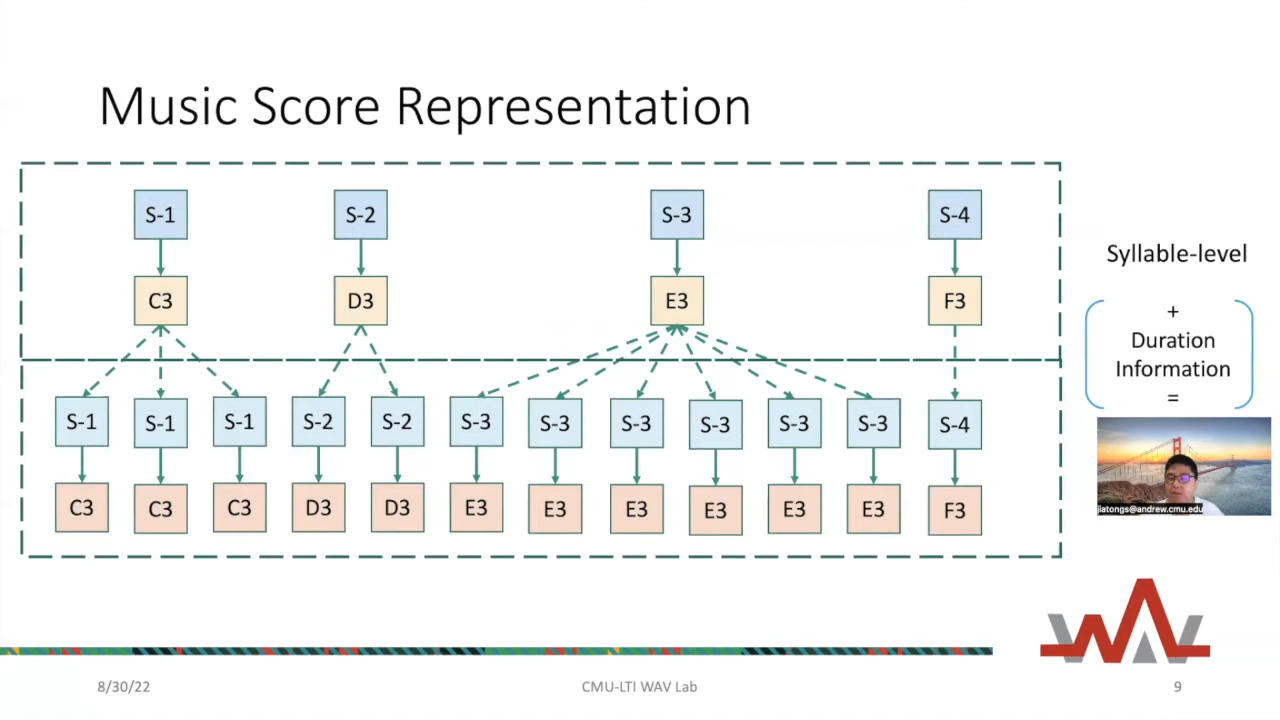 Music Score Representation
S-1 S-2 S-3 S-4
C3 D3 E3 F3
S-1 S-1 S-1 S-2 S-2 S-3 S-3 S-3 S-3 S-3 S-3 S-4
C3 C3 C3 D3 D3 E3 E3 E3 E3 E3 E3 F3
Syllable-level
+
Duration
Information
=
jiatongs@andrew.cmu.edu
WAV
8/30/22
CMU-LTI WAV Lab
9